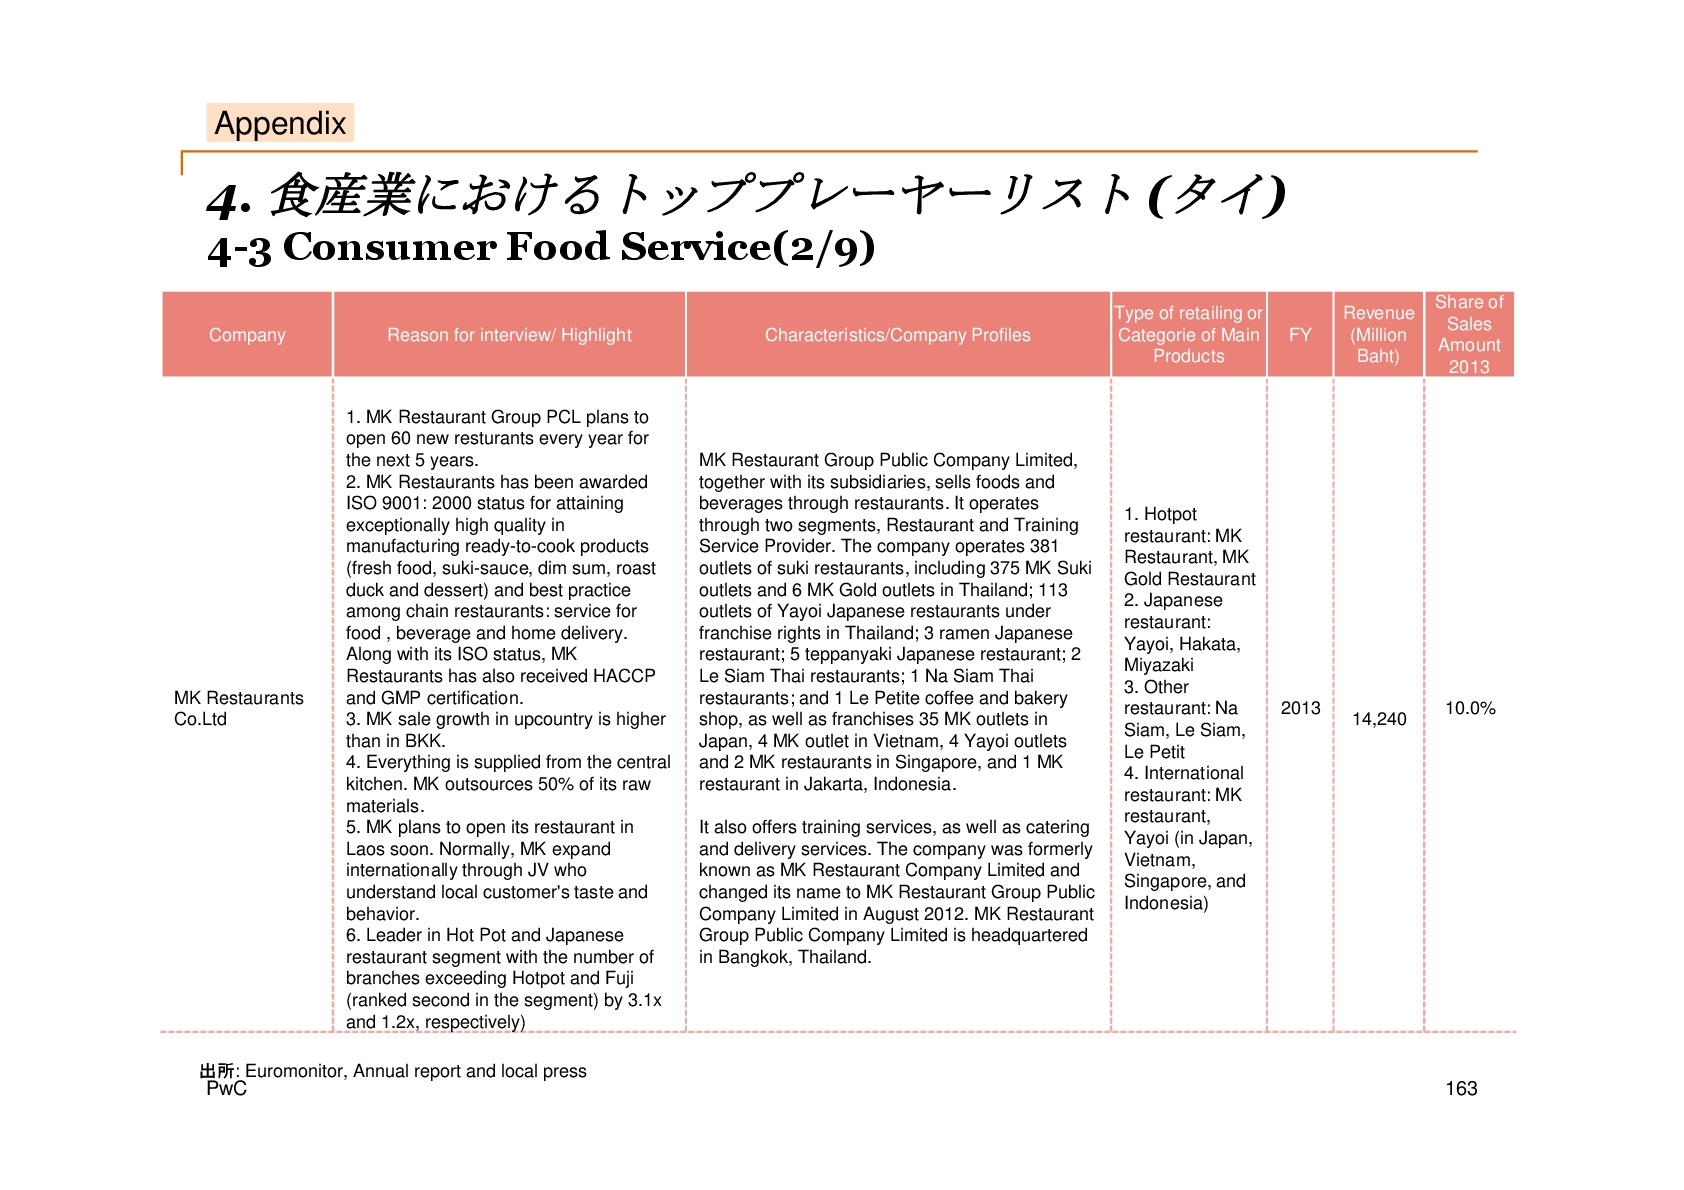 Appendix
4. 食産業におけるトッププレーヤーリスト(タイ)
4-3 Consumer Food Service(2/9)
Company
Reason for interview/ Highlight
Characteristics/Company Profiles
Type of retailing or
Categorie of Main
Products
FY
Revenue
(Million
Baht)
Share of
Sales
Amount
2013
MK Restaurants
Co.Ltd
1. MK Restaurant Group PCL plans to
open 60 new resturants every year for
the next 5 years.
2. MK Restaurants has been awarded
ISO 9001: 2000 status for attaining
exceptionally high quality in
manufacturing ready-to-cook products
(fresh food, suki-sauce, dim sum, roast
duck and dessert) and best practice
among chain restaurants: service for
food , beverage and home delivery.
Along with its ISO status, MK
Restaurants has also received HACCP
and GMP certification.
3. MK sale growth in upcountry is higher
than in BKK.
4. Everything is supplied from the central
kitchen. MK outsources 50% of its raw
materials.
5. MK plans to open its restaurant in
Laos soon. Normally, MK expand
internationally through JV who
understand local customer's taste and
behavior.
6. Leader in Hot Pot and Japanese
restaurant segment with the number of
branches exceeding Hotpot and Fuji
(ranked second in the segment) by 3.1x
and 1.2x, respectively)
MK Restaurant Group Public Company Limited,
together with its subsidiaries, sells foods and
beverages through restaurants. It operates
through two segments, Restaurant and Training
Service Provider. The company operates 381
outlets of suki restaurants, including 375 MK Suki
outlets and 6 MK Gold outlets in Thailand; 113
outlets of Yayoi Japanese restaurants under
franchise rights in Thailand; 3 ramen Japanese
restaurant; 5 teppanyaki Japanese restaurant; 2
Le Siam Thai restaurants; 1 Na Siam Thai
restaurants; and 1 Le Petite coffee and bakery
shop, as well as franchises 35 MK outlets in
Japan, 4 MK outlet in Vietnam, 4 Yayoi outlets
and 2 MK restaurants in Singapore, and 1 MK
restaurant in Jakarta, Indonesia.
It also offers training services, as well as catering
and delivery services. The company was formerly
known as MK Restaurant Company Limited and
changed its name to MK Restaurant Group Public
Company Limited in August 2012. MK Restaurant
Group Public Company Limited is headquartered
in Bangkok, Thailand.
1. Hotpot
restaurant: MK
Restaurant, MK
Gold Restaurant
2. Japanese
restaurant:
Yayoi, Hakata,
Miyazaki
3. Other
restaurant: Na
Siam, Le Siam,
Le Petit
4. International
restaurant: MK
restaurant,
Yayoi (in Japan,
Vietnam,
Singapore, and
Indonesia)
2013
14,240
10.0%
出所: Euromonitor, Annual report and local press
PwC
163